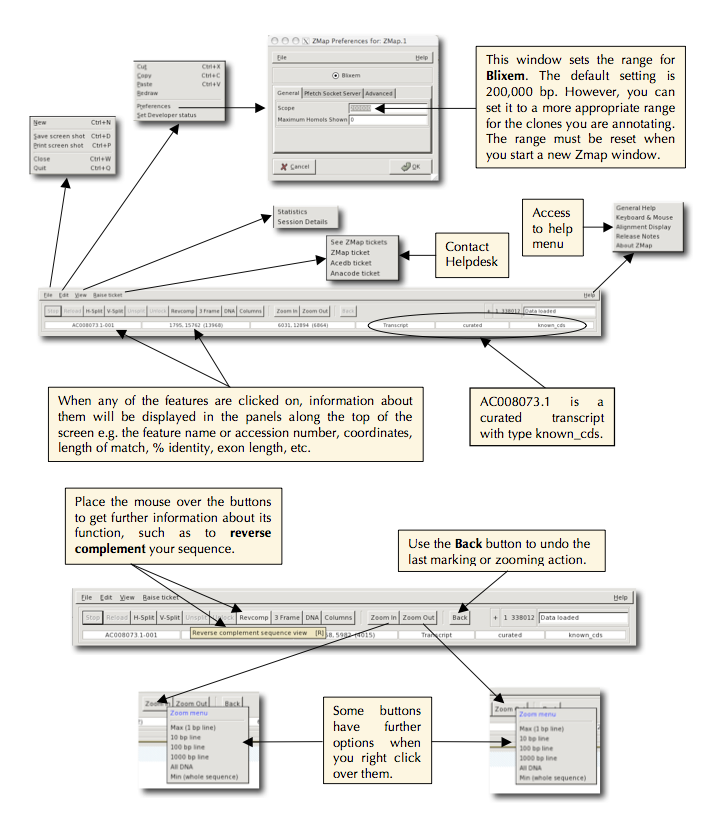 Cut Ctrl+X
Copy Ctrl+C
Paste Ctrl+V
Redraw
Preferences
Set Developer status
New Ctrl+N
Save screen shot Ctrl+D
Print screen shot Ctrl+P
Close Ctrl+W
Quit Ctrl+Q
ZMap Preferences for: ZMap.1
File Help
Blixem
General Pfetch Socket Server Advanced
Scope
Maximum Homols Shown 0
Cancel OK
This window sets the range for
Blixem. The default setting is
200,000 bp. However, you can
set it to a more appropriate range
for the clones you are annotating.
The range must be reset when
you start a new Zmap window.
Statistics
Session Details
See ZMap tickets
ZMap ticket
Acedb ticket
Anacode ticket
Contact
Helpdesk
Access
to help
menu
General Help
Keyboard & Mouse
Alignment Display
Release Notes
About ZMap
File Edit View Raise ticket Help
Stop Reload H-Split V-Split Unsplit Unlock Revcomp 3 Frame DNA Columns Zoom In Zoom Out Back + 1 338012 Data loaded
AC008073.1-001 1795, 15762 (13968) 6031, 12894 (6864) Transcript curated known_cds
When any of the features are clicked on, information about
them will be displayed in the panels along the top of the
screen e.g. the feature name or accession number, coordinates,
length of match, % identity, exon length, etc.
AC008073.1 is a
curated transcript
with type known_cds.
Place the mouse over the buttons
to get further information about its
function, such as to reverse
complement your sequence.
Use the Back button to undo the
last marking or zooming action.
File Edit View Raise ticket Help
Stop Reload H-Split V-Split Unsplit Revcomp 3 Frame DNA Columns Zoom In Zoom Out Back + 1 338012 Data loaded
AC008073.1-001 Reverse complement sequence view [R] 5982 (4015) Transcript curated known_cds
Zoom In Zoom Out Back
Zoom menu
Max (1 bp line)
10 bp line
100 bp line
1000 bp line
All DNA
Min (whole sequence)
Some buttons
have further
options when
you right click
over them.
Zoom Out Back
Zoom menu
Max (1 bp line)
10 bp line
100 bp line
1000 bp line
All DNA
Min (whole sequence)